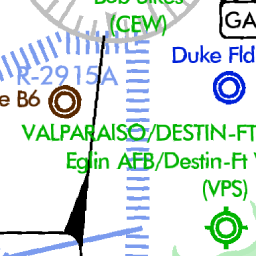 Bob Sikes
(CEW)
GA
Duke Fld
R-2915A
e B6
VALPARAISO/DESTIN-FT
Eglin AFB/Destin-Ft
(VPS)